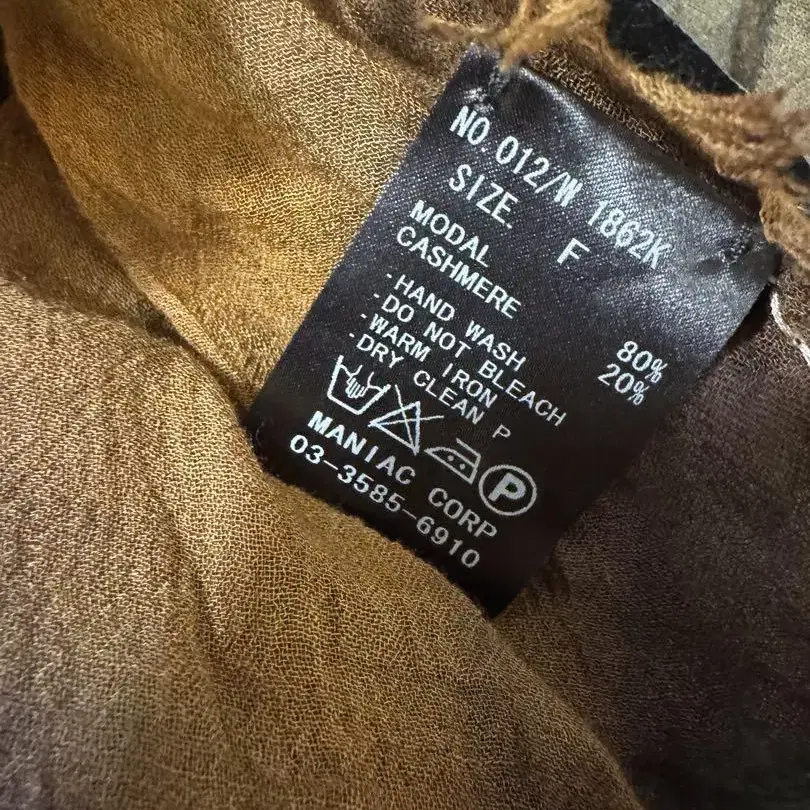 NO 012/W 1862K
SIZE. F
MODAL 80%
CASHMERE 20%
·HAND WASH
·DO NOT BLEACH
·WARM IRON
·DRY CLEAN P
P
MANIAC CORP
03-3585-6910